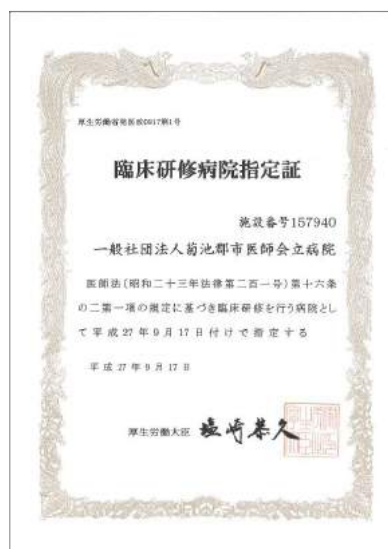 厚生労働省発医政0917第1号
臨床研修病院指定証
施設番号157940
一般社団法人菊池郡市医師会立病院
医師法(昭和二十三年法律第二百一号)第十六条
の二第一項の規定に基づき臨床研修を行う病院とし
て平成27年9月17日付けで指定する
平成27年9月17日
厚生労働大臣 塩崎恭久